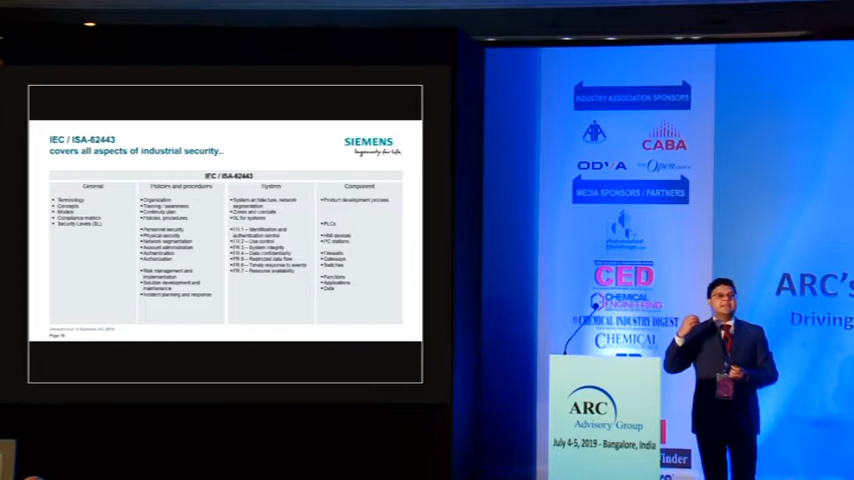 IEC / ISA-62443
covers all aspects of industrial security..
SIEMENS
Ingenuity for life
IEC / ISA-62443
General
Terminology
Concepts
Models
Compliance metrics
Security Levels (SL)
Policies and procedures
Organization
Training / awareness
Continuity plan
Policies, procedures
Personnel security
Physical security
Network segmentation
Account administration
Authentication
Authorization
Risk management and
implementation
Solution development and
maintenance
Incident planning and response
System
System architecture, network
segmentation
Zones and conduits
SL for systems
FR 1 – Identification and
authentication control
FR 2 – Use control
FR 3 – System integrity
FR 4 – Data confidentiality
FR 5 – Restricted data flow
FR 6 – Timely response to events
FR 7 – Resource availability
Component
Product development process
PLCs
HMI devices
PC stations
Firewalls
Gateways
Switches
Functions
Applications
Data
Page 16
INDUSTRY ASSOCIATION SPONSORS
CABA
ODVA
THE Open GROUP
MEDIA SPONSORS / PARTNERS
CED
CHEMICAL
ENGINEERING
CHEMICAL INDUSTRY DIGEST
CHEMICAL
ARC's
Driving
ARC
Advisory Group
July 4-5, 2019 - Bangalore, India
Finder